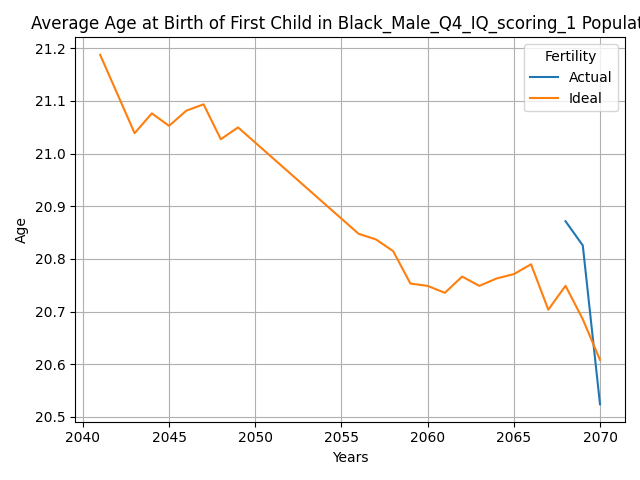 Average Age at Birth of First Child in Black_Male_Q4_IQ_scoring_1 Populat
Fertility
Actual
Ideal
21.2
21.1
21.0
20.9
20.8
20.7
20.6
20.5
Age
2040 2045 2050 2055 2060 2065 2070
Years